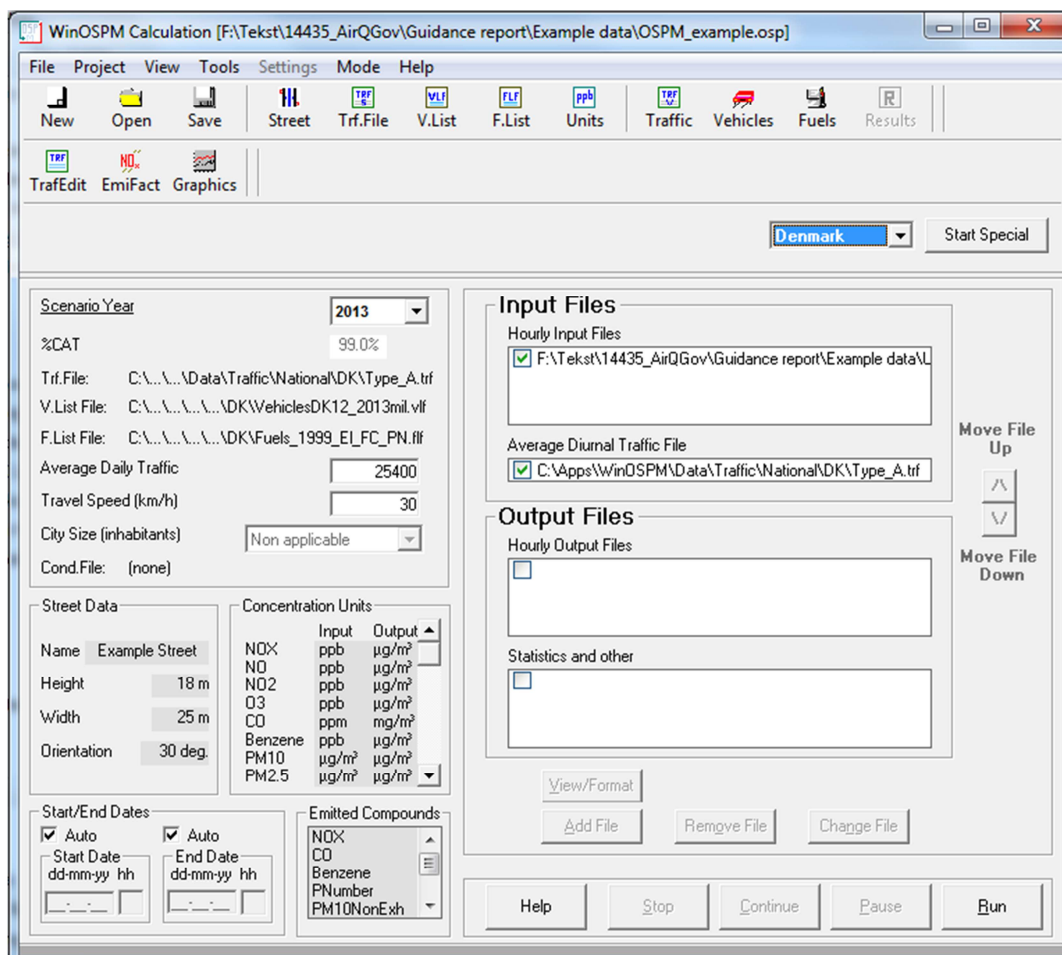 WinOSPM Calculation [F:\Tekst\14435_AirQGov\Guidance report\Example data\OSPM_example.osp]
File Project View Tools Settings Mode Help
New Open Save Street Trf.File V.List F.List Units Traffic Vehicles Fuels Results
TrafEdit EmiFact Graphics
Denmark Start Special
Scenario Year 2013
%CAT 99.0%
Trf.File: C:\...\...\Data\Traffic\National\DK\Type_A.trf
V.List File: C:\...\...\...\...\DK\VehiclesDK12_2013mil.vlf
F.List File: C:\...\...\...\...\DK\Fuels_1999_EI_FC_PN.flf
Average Daily Traffic 25400
Travel Speed (km/h) 30
City Size (inhabitants) Non applicable
Cond.File: (none)
Street Data
Name Example Street
Height 18 m
Width 25 m
Orientation 30 deg.
Concentration Units
Input Output
NOX ppb µg/m³
NO ppb µg/m³
NO2 ppb µg/m³
O3 ppb µg/m³
CO ppm mg/m³
Benzene ppb µg/m³
PM10 µg/m³ µg/m³
PM2.5 µg/m³ µg/m³
Start/End Dates
Auto Auto
Start Date End Date
dd-mm-yy hh dd-mm-yy hh
Emitted Compounds
NOX
CO
Benzene
PNumber
PM10NonExh
Input Files
Hourly Input Files
F:\Tekst\14435_AirQGov\Guidance report\Example data\
Average Diurnal Traffic File
C:\Apps\WinOSPM\Data\Traffic\National\DK\Type_A.trf
Output Files
Hourly Output Files
Statistics and other
View/Format
Add File Remove File Change File
Move File
Up
/\
\/
Move File
Down
Help Stop Continue Pause Run